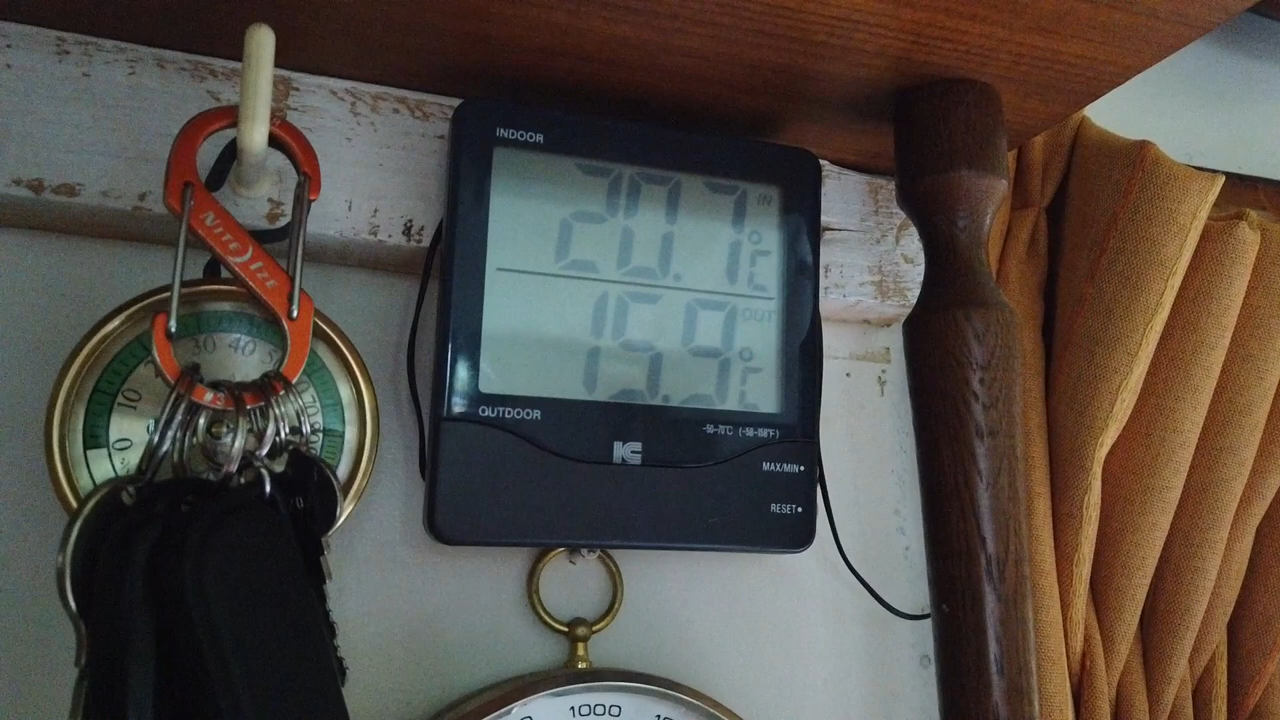 INDOOR
NITE IZE
20.7°C
IN
15.9°C
OUT
OUTDOOR
-50~70°C (-58~158°F)
IC
MAX/MIN
RESET
0
10
30
40
#3
1000